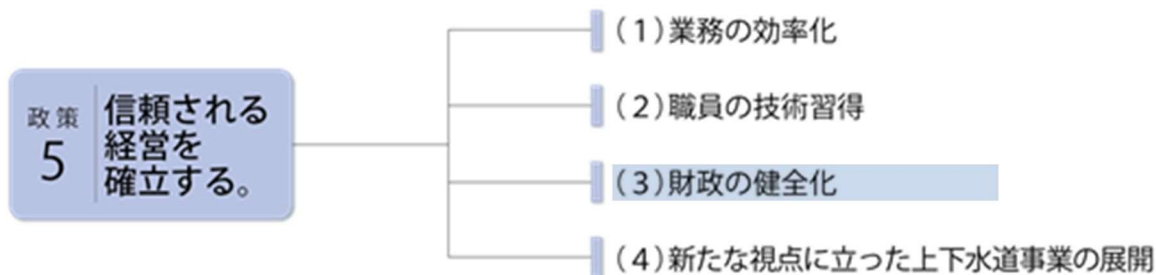 政策
5
信頼される
経営を
確立する。
(1)業務の効率化
(2)職員の技術習得
(3)財政の健全化
(4)新たな視点に立った上下水道事業の展開